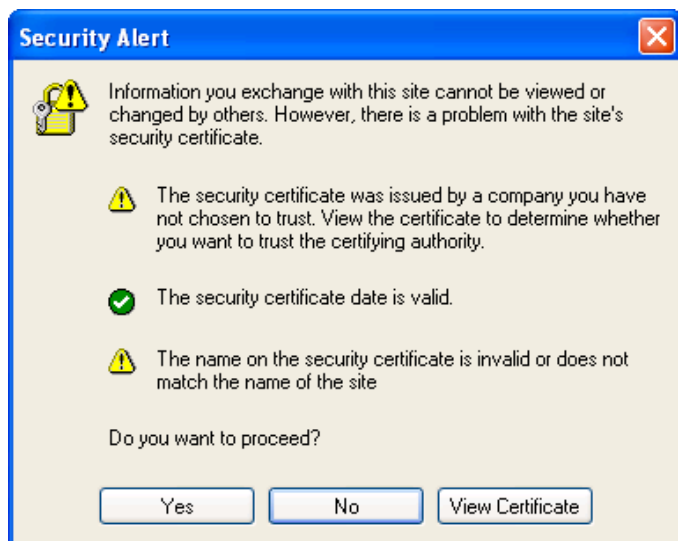 Security Alert
Information you exchange with this site cannot be viewed or
changed by others. However, there is a problem with the site's
security certificate.
The security certificate was issued by a company you have
not chosen to trust. View the certificate to determine whether
you want to trust the certifying authority.
The security certificate date is valid.
The name on the security certificate is invalid or does not
match the name of the site
Do you want to proceed?
Yes No View Certificate